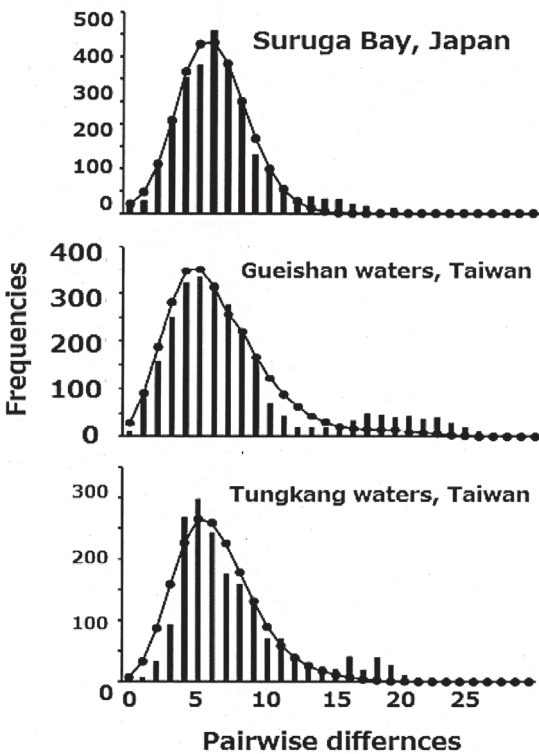 500
Suruga Bay, Japan
400
300
200
100
0
400
Gueishan waters, Taiwan
300
200
100
0
Frequencies
300
Tungkang waters, Taiwan
200
100
0
0 5 10 15 20 25
Pairwise differnces